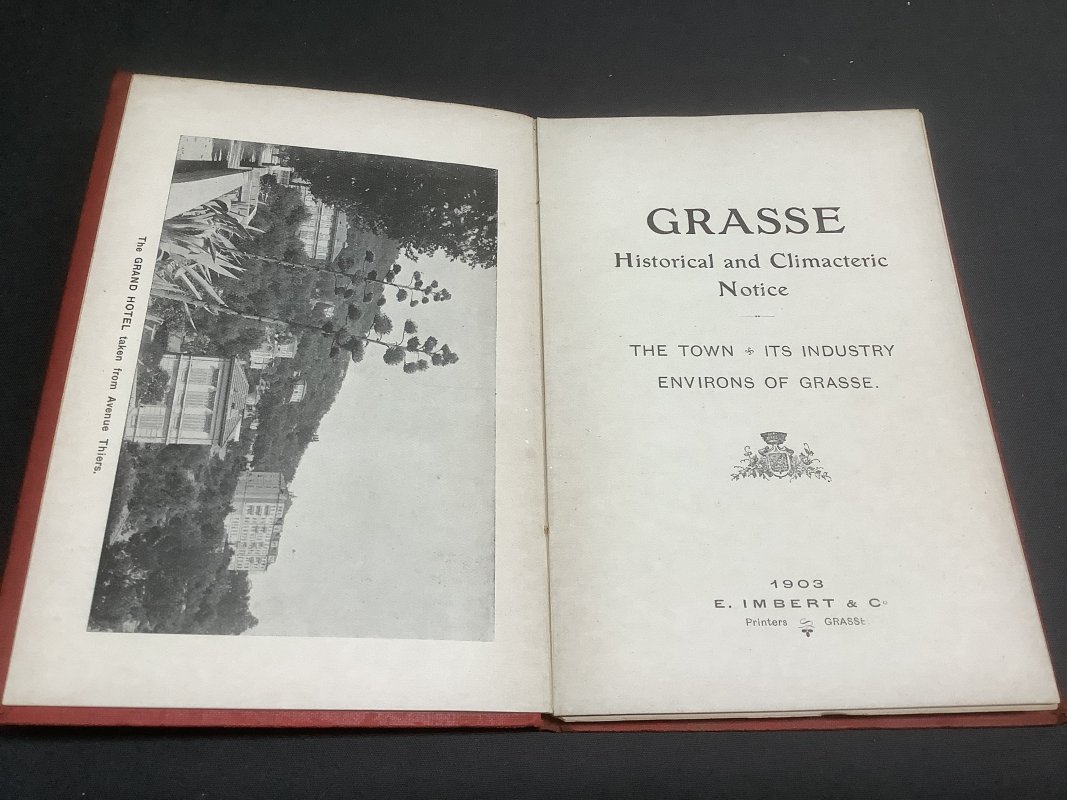 The GRAND HOTEL taken from Avenue Thiers.
GRASSE
Historical and Climacteric
Notice
THE TOWN ITS INDUSTRY
ENVIRONS OF GRASSE.
1903
E. IMBERT & Co
Printers GRASSE